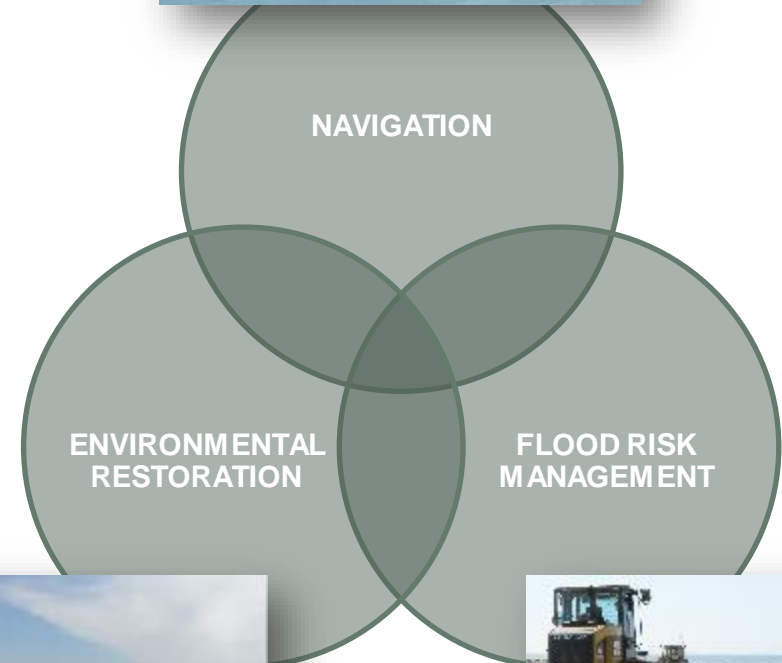 NAVIGATION
ENVIRONMENTAL
RESTORATION
FLOOD RISK
MANAGEMENT